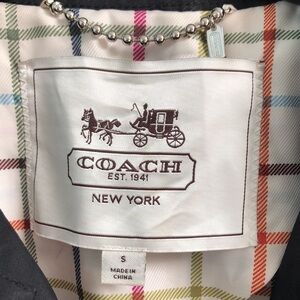 COACH
EST. 1941
NEW YORK
S
MADE IN
CHINA